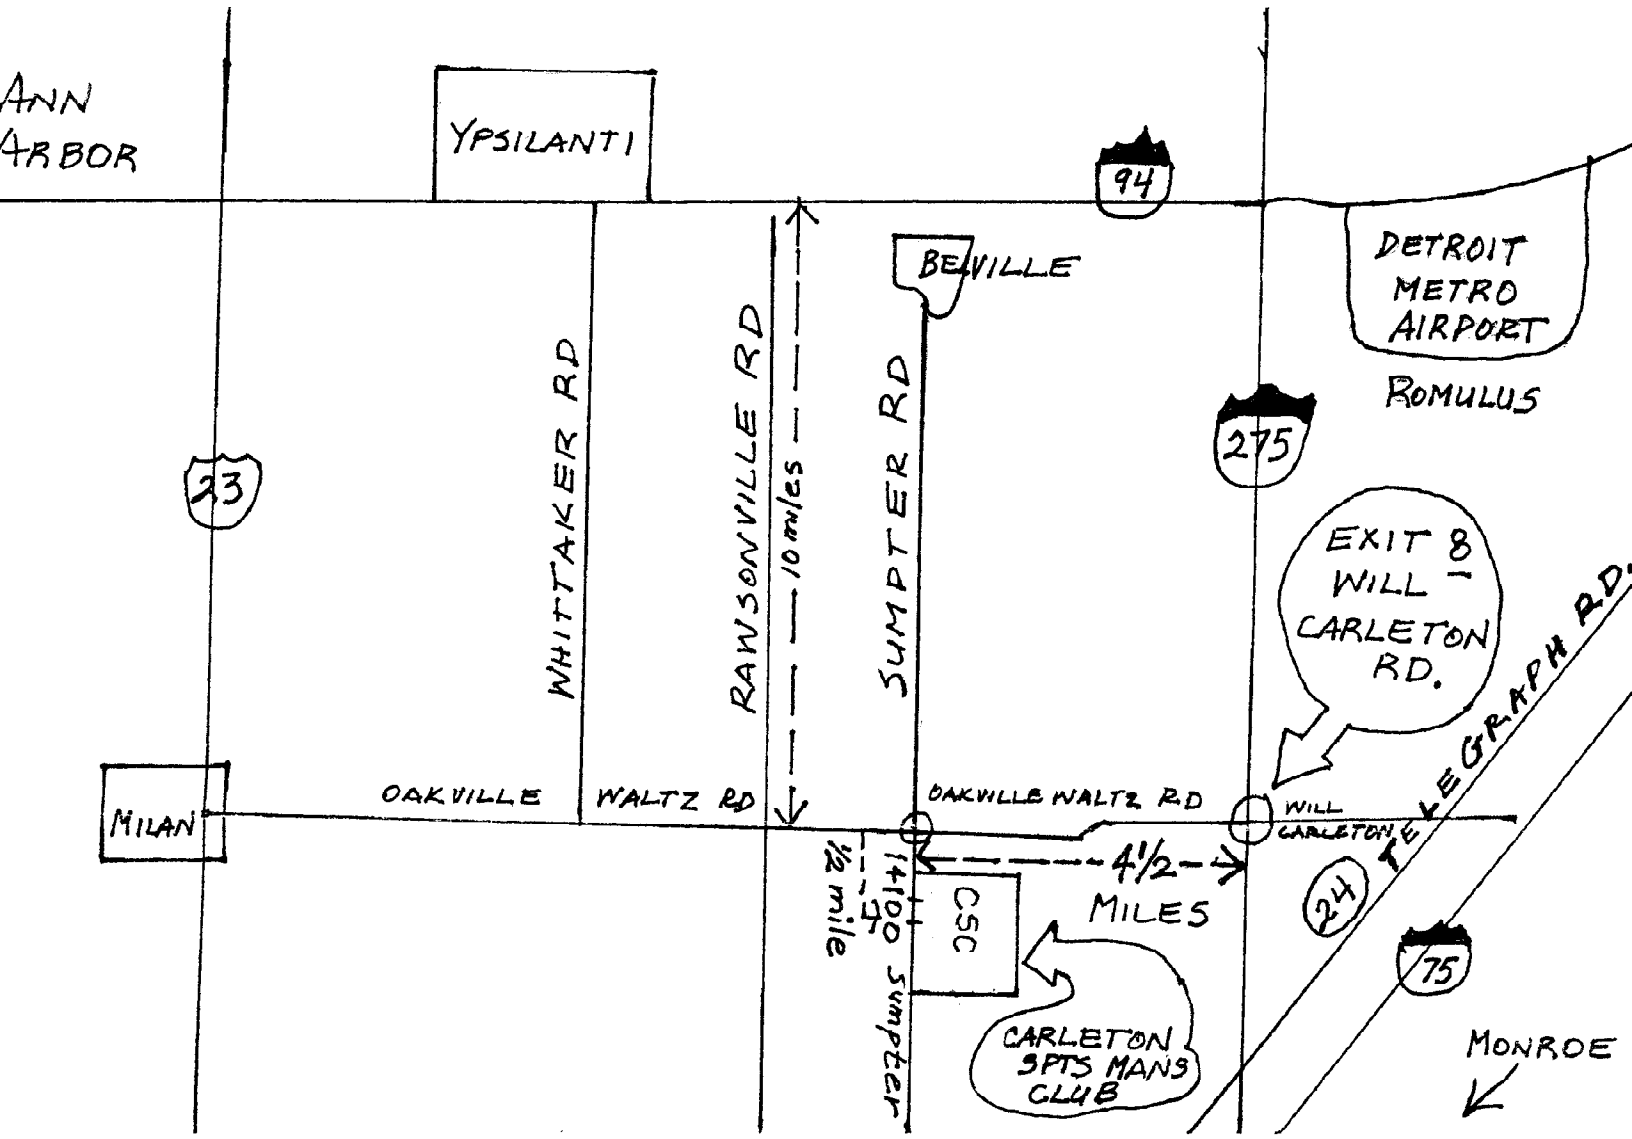 ANN
ARBOR
YPSILANTI
94
BELVILLE
DETROIT
METRO
AIRPORT
ROMULUS
23
WHITTAKER RD
RAWSONVILLE RD
10 miles
SUMPTER RD
275
EXIT 8
WILL
CARLETON
RD.
TELEGRAPH RD.
MILAN
OAKVILLE WALTZ RD
OAKVILLE WALTZ RD
WILL
CARLETON
1/2 mile
14100 Sumpter
CSC
4 1/2
MILES
24
75
CARLETON
SPTS MANS
CLUB
MONROE